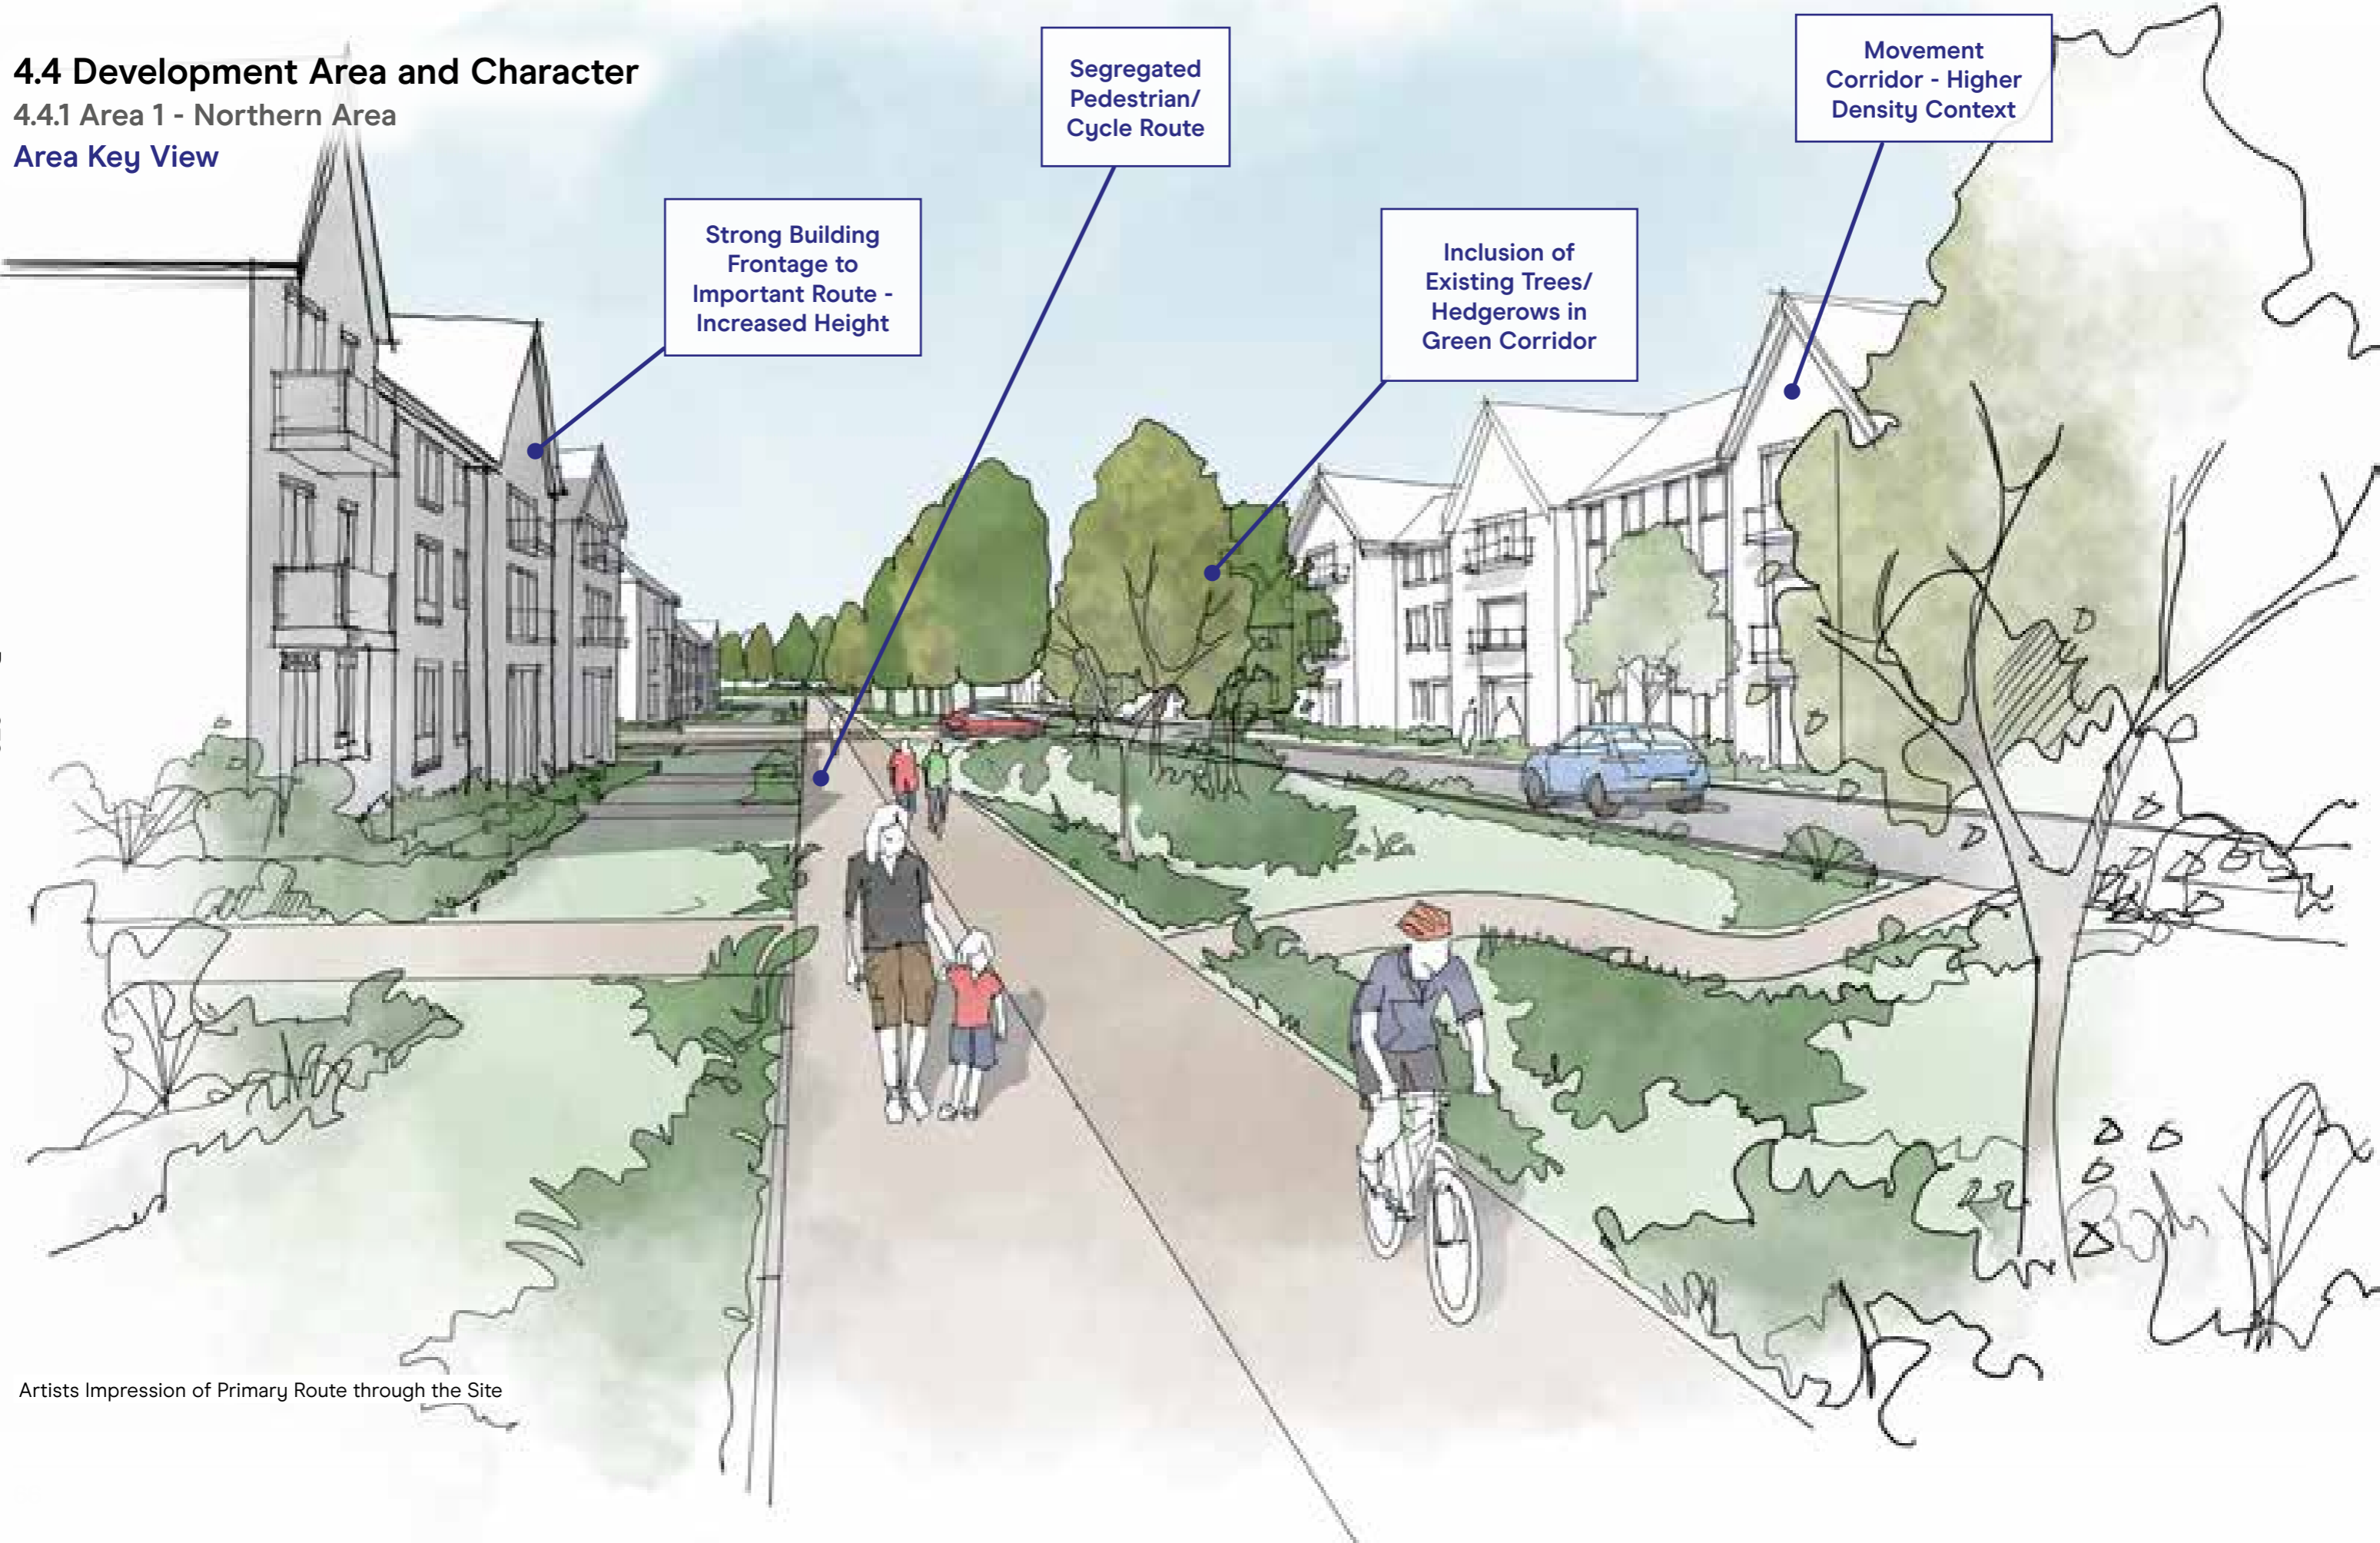 4.4 Development Area and Character
4.4.1 Area 1 - Northern Area
Area Key View
Strong Building
Frontage to
Important Route -
Increased Height
Segregated
Pedestrian/
Cycle Route
Inclusion of
Existing Trees/
Hedgerows in
Green Corridor
Movement
Corridor - Higher
Density Context
Artists Impression of Primary Route through the Site